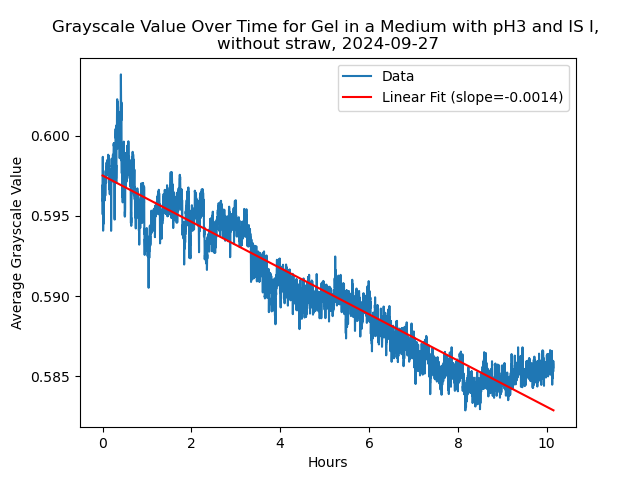 Grayscale Value Over Time for Gel in a Medium with pH3 and IS I,
without straw, 2024-09-27
Data
Linear Fit (slope=-0.0014)
0.600
0.595
0.590
0.585
Average Grayscale Value
0 2 4 6 8 10
Hours